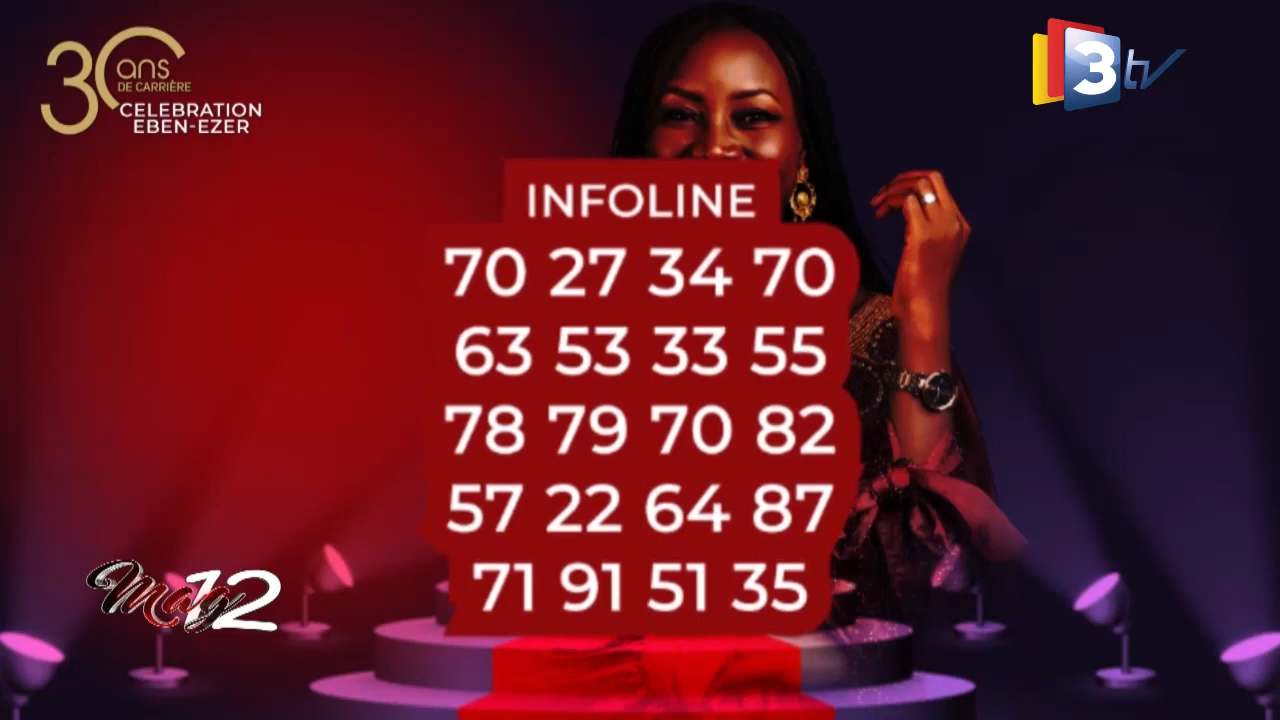 30 ans
DE CARRIÈRE
CELEBRATION
EBEN-EZER
3tv
INFOLINE
70 27 34 70
63 53 33 55
78 79 70 82
57 22 64 87
71 91 51 35
Mag 12